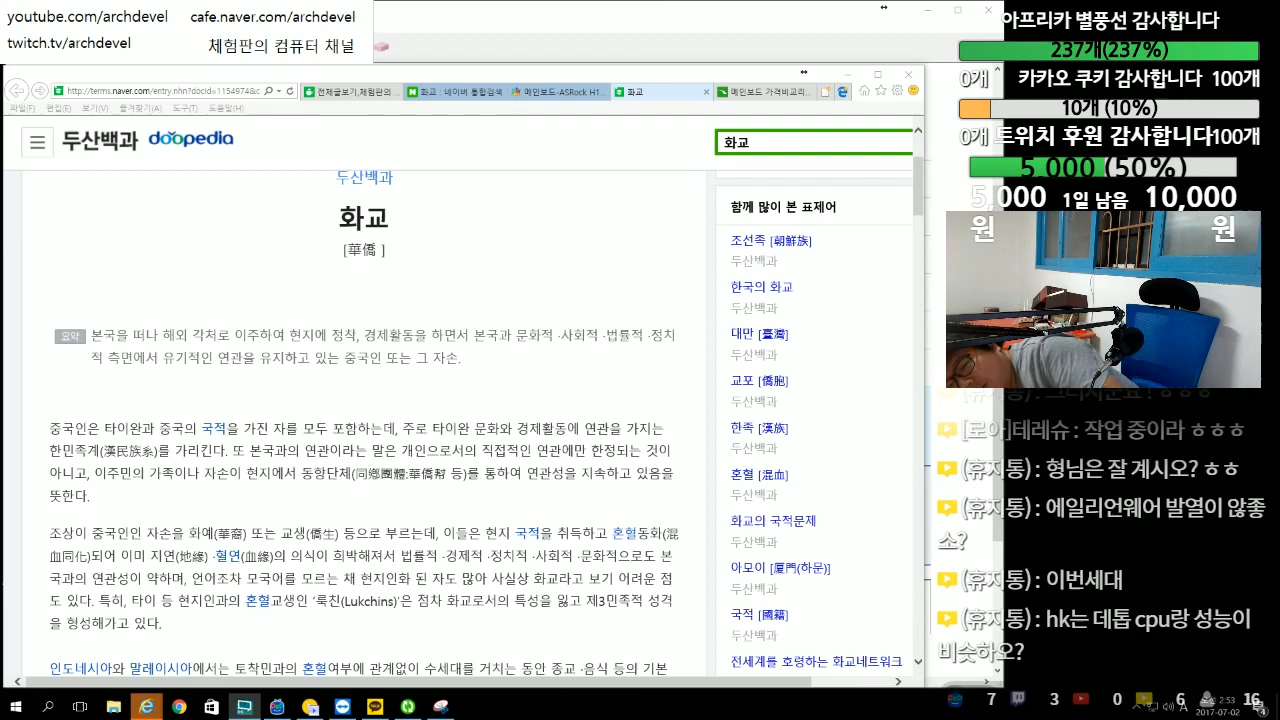 youtube.com/archdevel cafe.naver.com/archdevel
twitch.tv/archdevel 체험판의 컴퓨터 채널
http://terms.naver.com/entry.nhn?docId=1154974&c
전체글보기,체험판의 ...
화교 : 네이버 통합검색
메인보드-ASRock H1...
화교
메인보드 가격비교리...
파일(F) 편집(E) 보기(V) 즐겨찾기(A) 도구(T) 도움말(H)
두산백과 doopedia
화교
두산백과
화교
[華僑 ]
요약 본국을 떠나 해외 각처로 이주하여 현지에 정착, 경제활동을 하면서 본국과 문화적 ·사회적 ·법률적 ·정치
적 측면에서 유기적인 연관을 유지하고 있는 중국인 또는 그 자손.
중국인은 타이완과 중국의 국적을 가진 자를 모두 포함하는데, 주로 타이완 문화와 경제활동에 연관을 가지는
한민족계(漢民族系)를 가리킨다. 또 본국과의 연관이라는 말은 개인으로서의 직접적인 연관에만 한정되는 것이
아니고, 이주민의 가족이나 자손이 현지에서 동향단체(同鄕團體;華僑幇 등)를 통하여 연관성을 지속하고 있음을
뜻한다.
조상이 중국인인 자손을 화예(華裔) 또는 교생(僑生) 등으로 부르는데, 이들은 현지 국적을 취득하고 혼혈동화(混
血同化)되어 이미 지연(地緣) ·혈연(血緣)의 의식이 희박해져서 법률적 ·경제적 ·정치적 ·사회적 ·문화적으로도 본
국과의 연관성이 약하며, 언어조차 모국어를 모르는 채 현지인화 된 자도 많아 사실상 화교라고 보기 어려운 점
도 있다. 특히, 타이 등 현지인과의 혼혈교생인 '룩친(Lukchins)'은 점차 화교로서의 특성을 잃고 제3민족적 성격
을 형성해가고 있다.
인도네시아와 말레이시아에서는 토착민과의 혼혈여부에 관계없이 수세대를 거치는 동안 종교 ·음식 등의 기본
함께 많이 본 표제어
조선족 [朝鮮族]
두산백과
한국의 화교
두산백과
대만 [臺灣]
두산백과
교포 [僑胞]
두산백과
한족 [漢族]
두산백과
혼혈 [混血]
두산백과
화교의 국적문제
두산백과
아모이 [廈門(하문)]
두산백과
국적 [國籍]
두산백과
전세계를 호령하는 화교네트워크
아프리카 별풍선 감사합니다
237개(237%)
0개 카카오 쿠키 감사합니다 100개
10개 (10%)
0개 트위치 후원 감사합니다100개
5,000 (50%)
5,000 1일 남음 10,000
원 원
[로아]테레슈 : 작업 중이라 ㅎㅎㅎ
(휴지통) : 형님은 잘 계시오? ㅎㅎ
(휴지통) : 에일리언웨어 발열이 않좋
소?
(휴지통) : 이번세대
(휴지통) : hk는 데톱 cpu랑 성능이
비슷하오?
7 3 0 6 16
2:53
2017-07-02